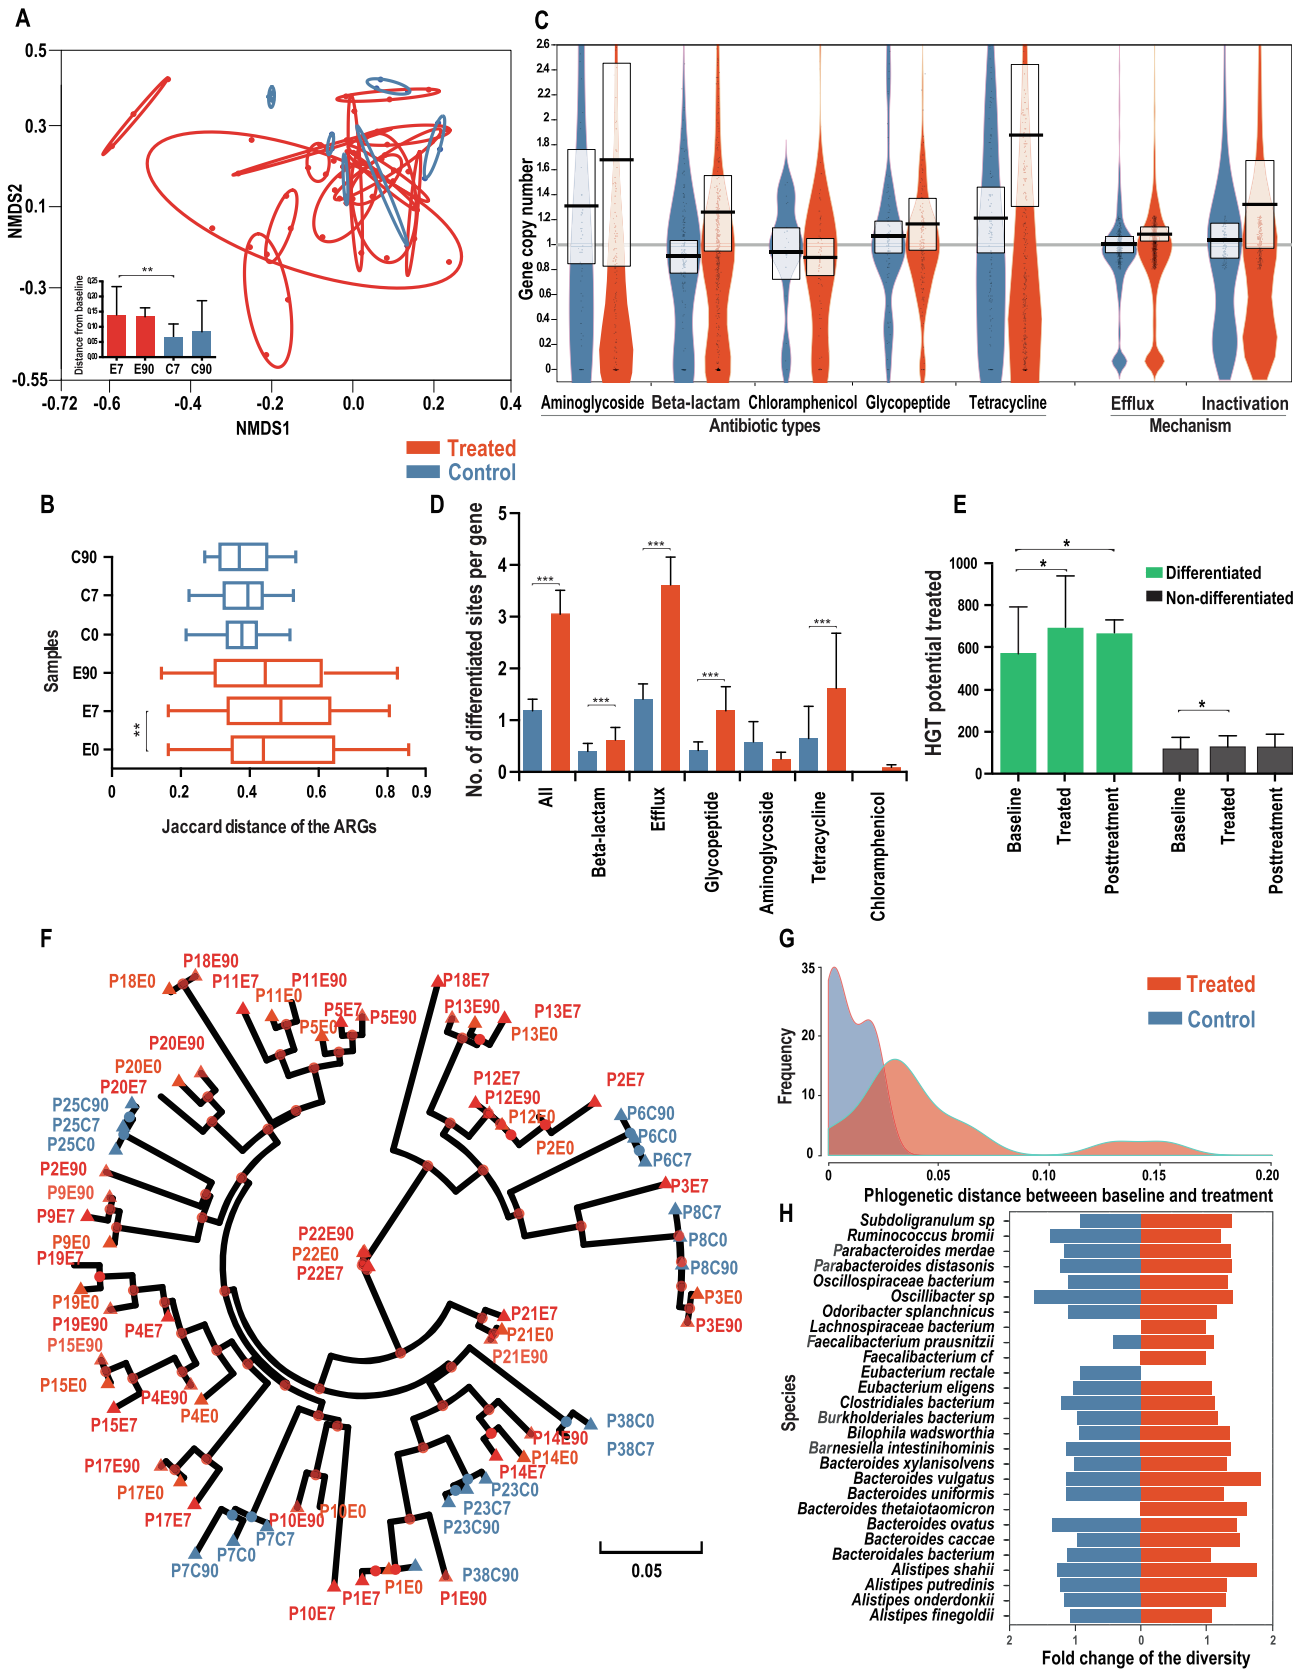 A
0.5
0.3
0.1
-0.3
-0.55
NMDS2
-0.72
-0.6
-0.4
-0.2
0.0
0.2
0.4
NMDS1
Distance from baseline
0.25
0.20
0.15
0.10
0.05
0.00
**
E7
E90
C7
C90
Treated
Control
C
Gene copy number
2.6
2.4
2.2
2
1.8
1.6
1.4
1.2
1
0.8
0.6
0.4
0.2
0
Aminoglycoside
Beta-lactam
Chloramphenicol
Glycopeptide
Tetracycline
Efflux
Inactivation
Antibiotic types
Mechanism
B
Samples
C90
C7
C0
E90
E7
E0
**
0
0.2
0.4
0.6
0.8
0.9
Jaccard distance of the ARGs
D
No. of differentiated sites per gene
5
4
3
2
1
0
***
***
***
***
***
All
Beta-lactam
Efflux
Glycopeptide
Aminoglycoside
Tetracycline
Chloramphenicol
E
HGT potential treated
1000
800
600
400
200
0
*
*
*
Differentiated
Non-differentiated
Baseline
Treated
Posttreatment
Baseline
Treated
Posttreatment
F
P18E90
P18E0
P11E7
P11E90
P11E0
P5E7
P5E0
P5E90
P18E7
P13E90
P13E7
P13E0
P20E90
P20E0
P20E7
P12E7
P12E90
P12E0
P2E7
P2E0
P25C90
P25C7
P25C0
P6C90
P6C0
P6C7
P2E90
P9E90
P9E7
P9E0
P3E7
P8C7
P8C0
P8C90
P3E0
P3E90
P22E90
P22E0
P22E7
P19E7
P19E0
P19E90
P4E7
P21E7
P21E0
P21E90
P15E90
P15E0
P15E7
P4E90
P4E0
P38C0
P38C7
P14E90
P14E0
P14E7
P17E90
P17E0
P17E7
P23C0
P23C7
P23C90
P10E90
P10E0
P7C7
P7C0
P7C90
P10E7
P1E7
P1E0
P1E90
P38C90
0.05
G
Frequency
35
20
10
0
0
0.05
0.10
0.15
0.20
Treated
Control
Phlogenetic distance betweeen baseline and treatment
H
Species
Subdoligranulum sp
Ruminococcus bromii
Parabacteroides merdae
Parabacteroides distasonis
Oscillospiraceae bacterium
Oscillibacter sp
Odoribacter splanchnicus
Lachnospiraceae bacterium
Faecalibacterium prausnitzii
Faecalibacterium cf
Eubacterium rectale
Eubacterium eligens
Clostridiales bacterium
Burkholderiales bacterium
Bilophila wadsworthia
Barnesiella intestinihominis
Bacteroides xylanisolvens
Bacteroides vulgatus
Bacteroides uniformis
Bacteroides thetaiotaomicron
Bacteroides ovatus
Bacteroides caccae
Bacteroidales bacterium
Alistipes shahii
Alistipes putredinis
Alistipes onderdonkii
Alistipes finegoldii
2
1
0
1
2
Fold change of the diversity